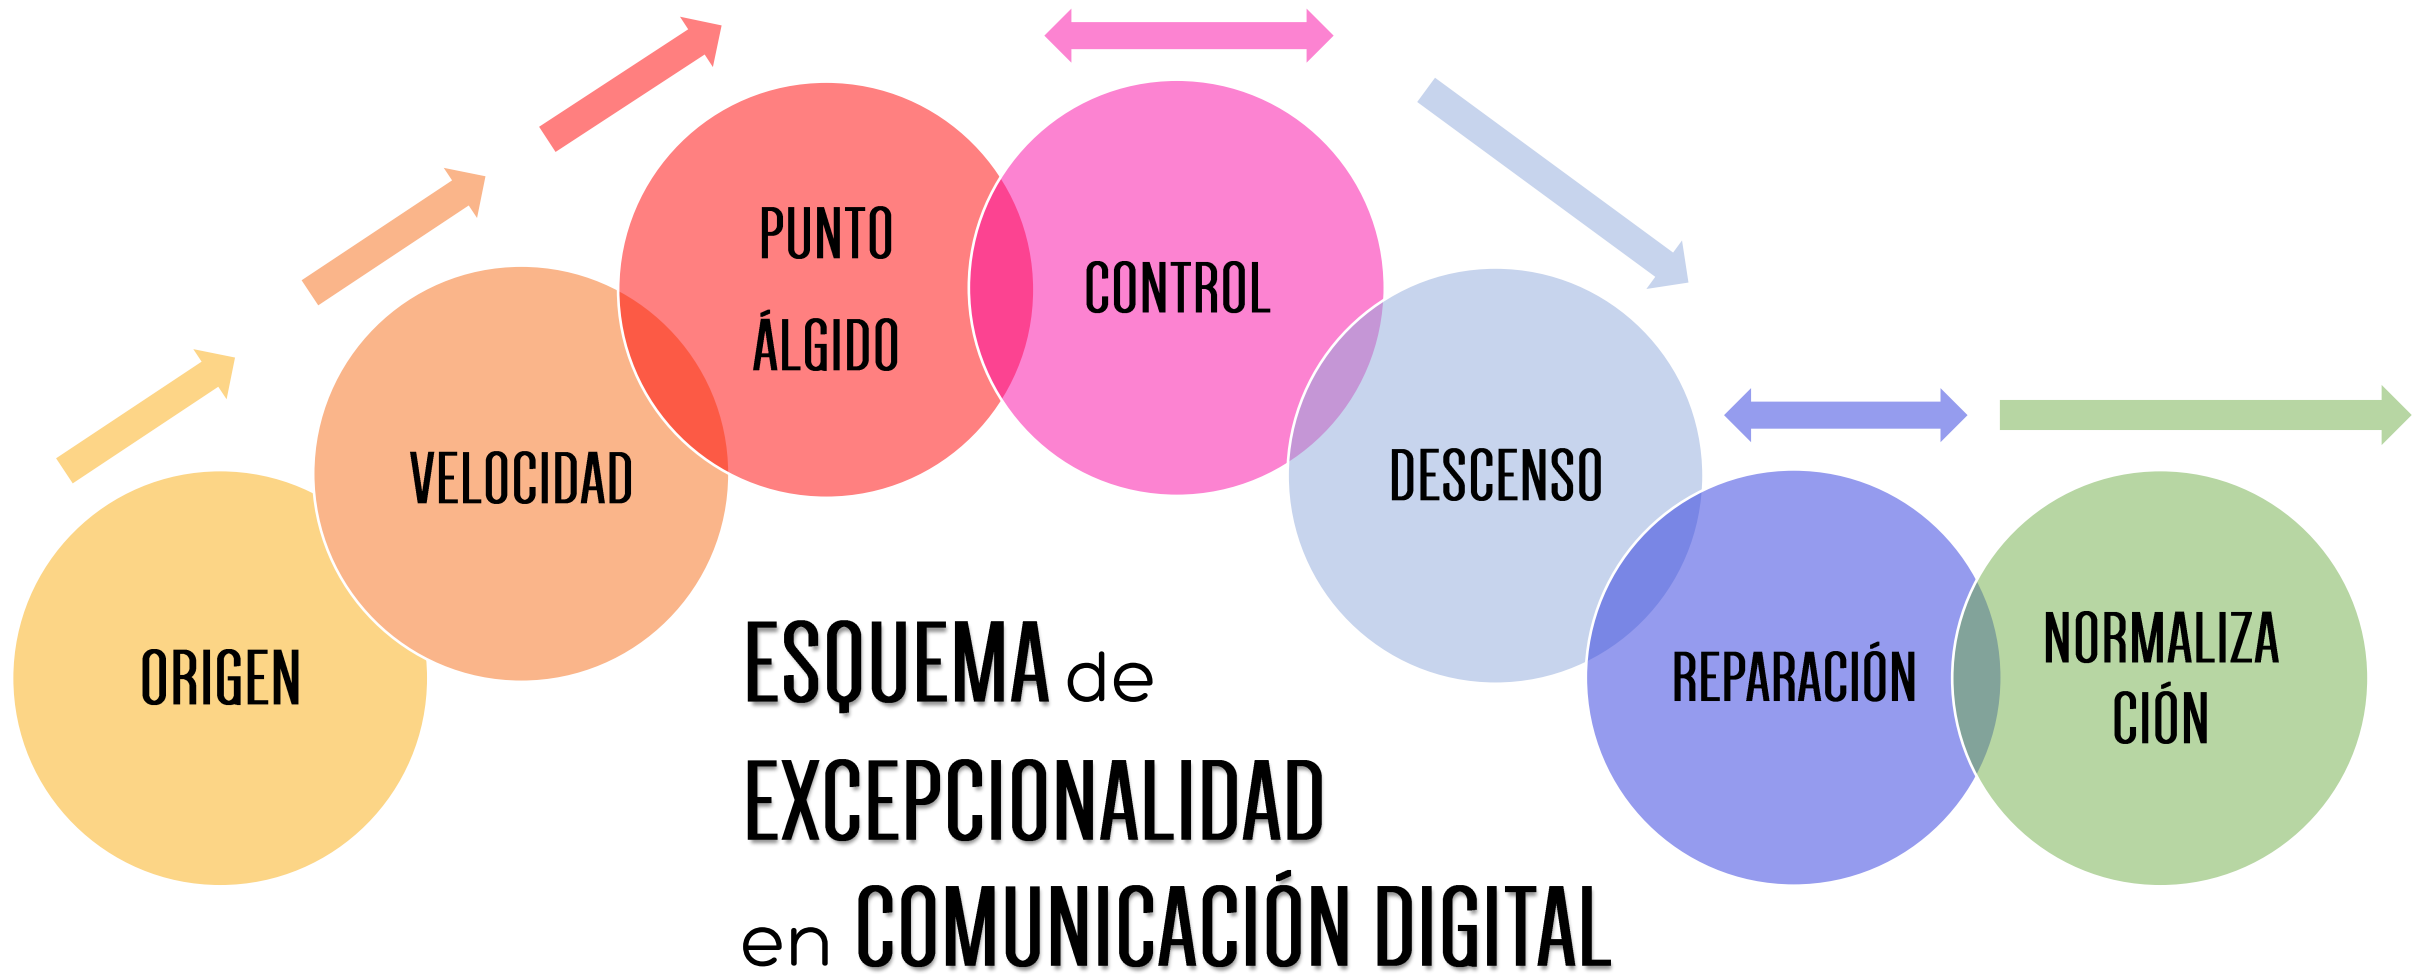 ORIGEN
VELOCIDAD
PUNTO
ÁLGIDO
CONTROL
DESCENSO
REPARACIÓN
NORMALIZA
CIÓN
ESQUEMA de
EXCEPCIONALIDAD
en COMUNICACIÓN DIGITAL